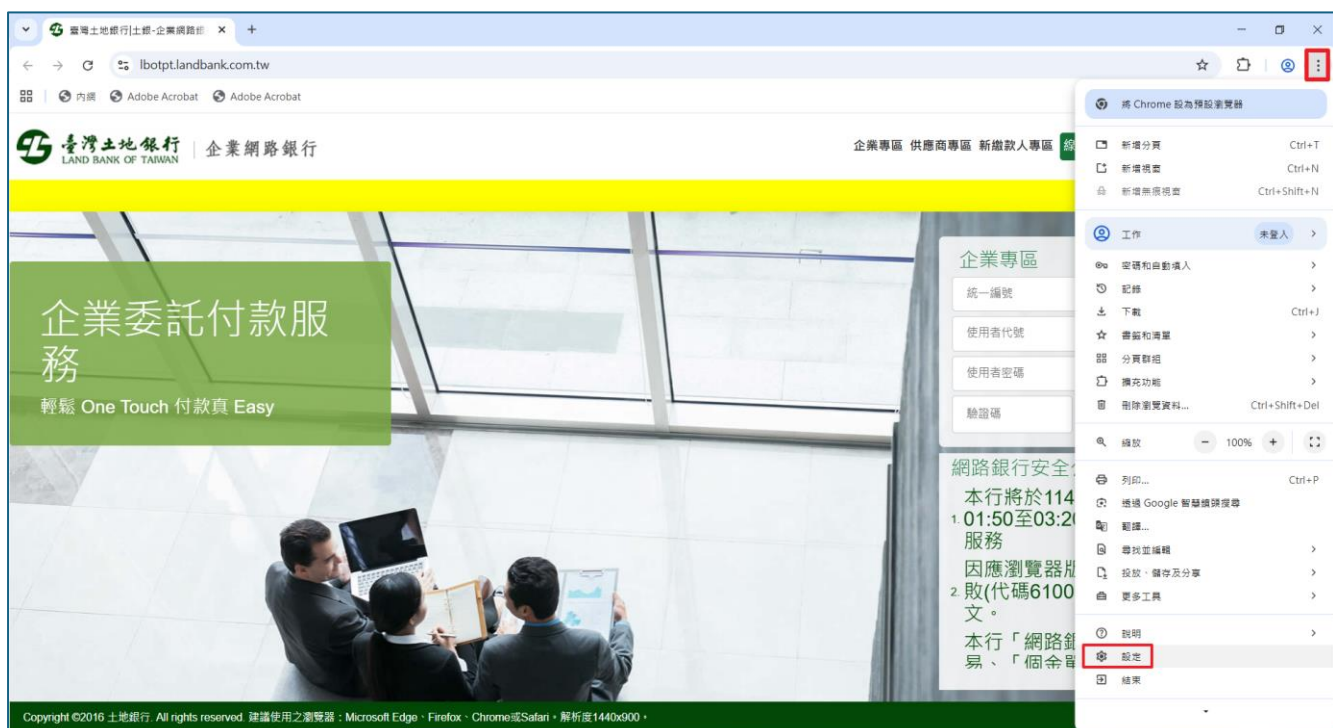 臺灣土地銀行|土銀-企業網路銀
lbotpt.landbank.com.tw
內網 Adobe Acrobat Adobe Acrobat
臺灣土地銀行
LAND BANK OF TAIWAN
企業網路銀行
企業專區 供應商專區 新繳款人專區
企業委託付款服
務
輕鬆 One Touch 付款真 Easy
企業專區
統一編號
使用者代號
使用者密碼
驗證碼
網路銀行安全
本行將於114
1. 01:50至03:20
服務
因應瀏覽器版
2. 敗(代碼6100
文。
本行「網路銀
易、「個金單
將 Chrome 設為預設瀏覽器
新增分頁 Ctrl+T
新增視窗 Ctrl+N
新增無痕視窗 Ctrl+Shift+N
工作 未登入
密碼和自動填入
記錄
下載 Ctrl+J
書籤和清單
分頁群組
擴充功能
刪除瀏覽資料... Ctrl+Shift+Del
縮放 − 100% +
列印... Ctrl+P
透過 Google 智慧鏡頭搜尋
翻譯...
尋找並編輯
投放、儲存及分享
更多工具
說明
設定
結束
Copyright ©2016 土地銀行. All rights reserved. 建議使用之瀏覽器：Microsoft Edge、Firefox、Chrome或Safari，解析度1440x900。